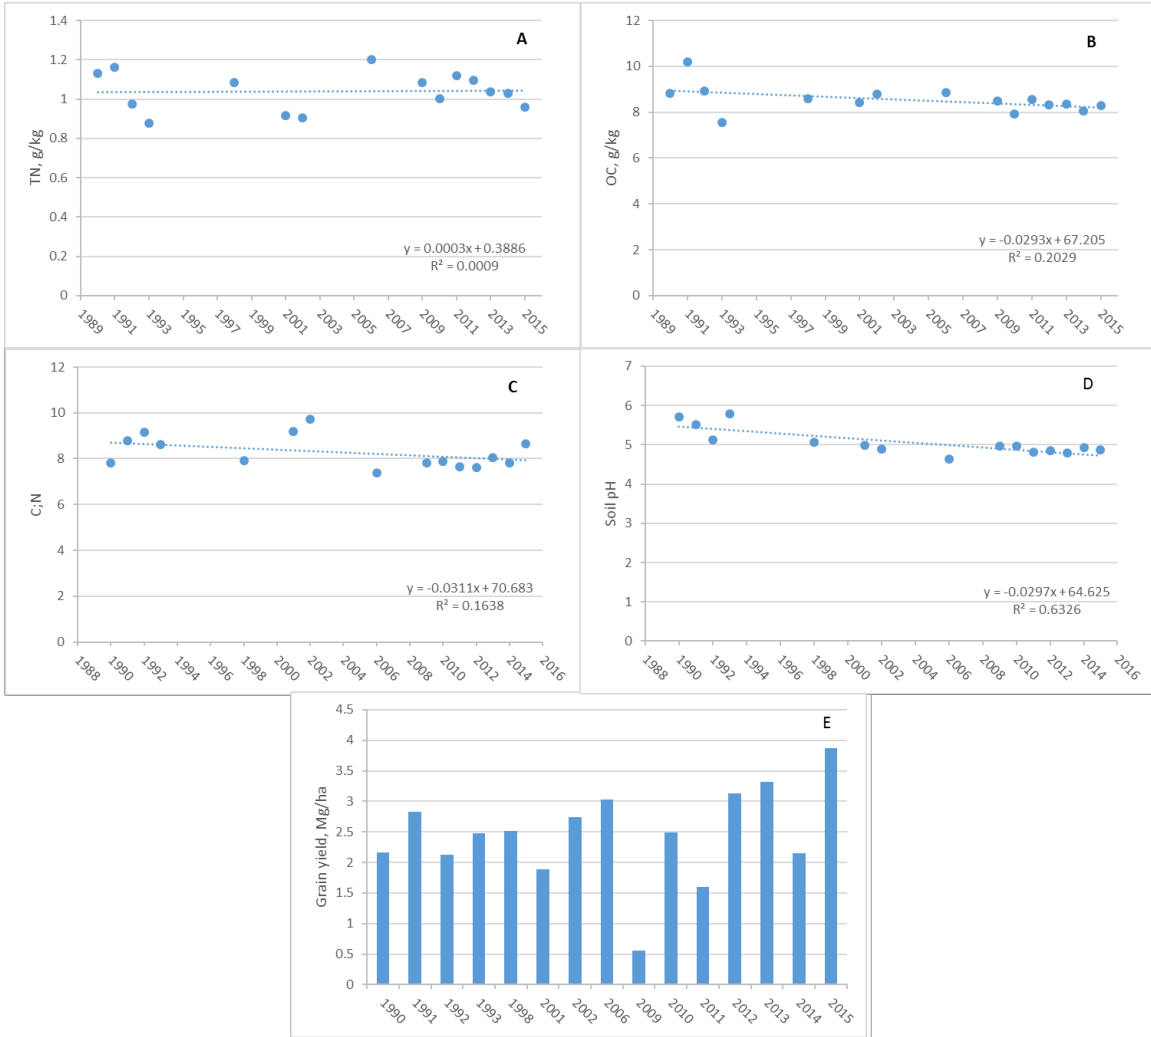 A
1.4
1.2
1
0.8
0.6
0.4
0.2
0
TN, g/kg
y = 0.0003x + 0.3886
R² = 0.0009
1989 1991 1993 1995 1997 1999 2001 2003 2005 2007 2009 2011 2013 2015
B
12
10
8
6
4
2
0
OC, g/kg
y = -0.0293x + 67.205
R² = 0.2029
1989 1991 1993 1995 1997 1999 2001 2003 2005 2007 2009 2011 2013 2015
C
12
10
8
6
4
2
0
C;N
y = -0.0311x + 70.683
R² = 0.1638
1988 1990 1992 1994 1996 1998 2000 2002 2004 2006 2008 2010 2012 2014 2016
D
7
6
5
4
3
2
1
0
Soil pH
y = -0.0297x + 64.625
R² = 0.6326
1988 1990 1992 1994 1996 1998 2000 2002 2004 2006 2008 2010 2012 2014 2016
E
4.5
4
3.5
3
2.5
2
1.5
1
0.5
0
Grain yield, Mg/ha
1990 1991 1992 1993 1998 2001 2002 2006 2009 2010 2011 2012 2013 2014 2015